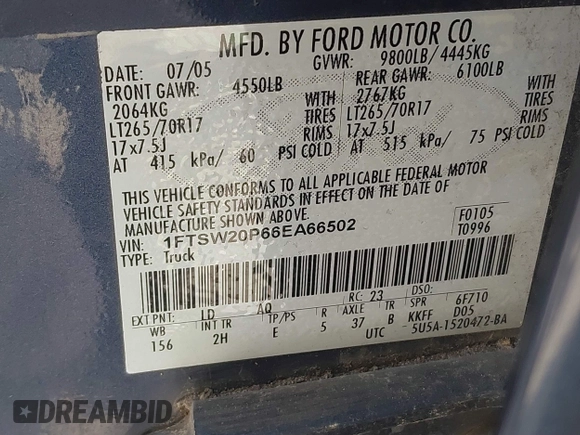 MFD. BY FORD MOTOR CO.
DATE: 07/05 GVWR: 9800LB/ 4445KG
FRONT GAWR: 4550LB REAR GAWR: 6100LB
2064KG WITH 2767KG WITH
LT265/70R17 TIRES LT265/70R17 TIRES
17x7.5J RIMS 17x7.5J RIMS
AT 415 kPa/ 60 PSI COLD AT 515 kPa/ 75 PSI COLD
THIS VEHICLE CONFORMS TO ALL APPLICABLE FEDERAL MOTOR
VEHICLE SAFETY STANDARDS IN EFFECT ON THE DATE OF
MANUFACTURE SHOWN ABOVE.
VIN: 1FTSW20P66EA66502 F0105
TYPE: Truck T0996
EXT PNT: LD AQ RC: 23 DSO:
WB INT TR TP/PS R AXLE TR SPR 6F710
156 2H E 5 37 B KKFF D05
UTC 5U5A-1520472-BA
DREAMBID